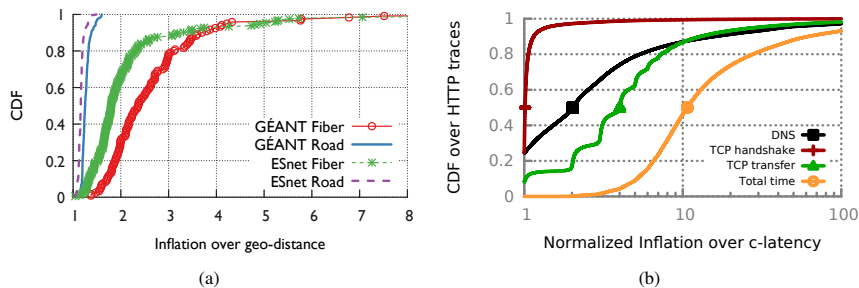 1
0.8
0.6
0.4
0.2
0
CDF
GÉANT Fiber
GÉANT Road
ESnet Fiber
ESnet Road
1 2 3 4 5 6 7 8
Inflation over geo-distance
(a)
1
0.8
0.6
0.4
0.2
0
CDF over HTTP traces
DNS
TCP handshake
TCP transfer
Total time
1 10 100
Normalized Inflation over c-latency
(b)